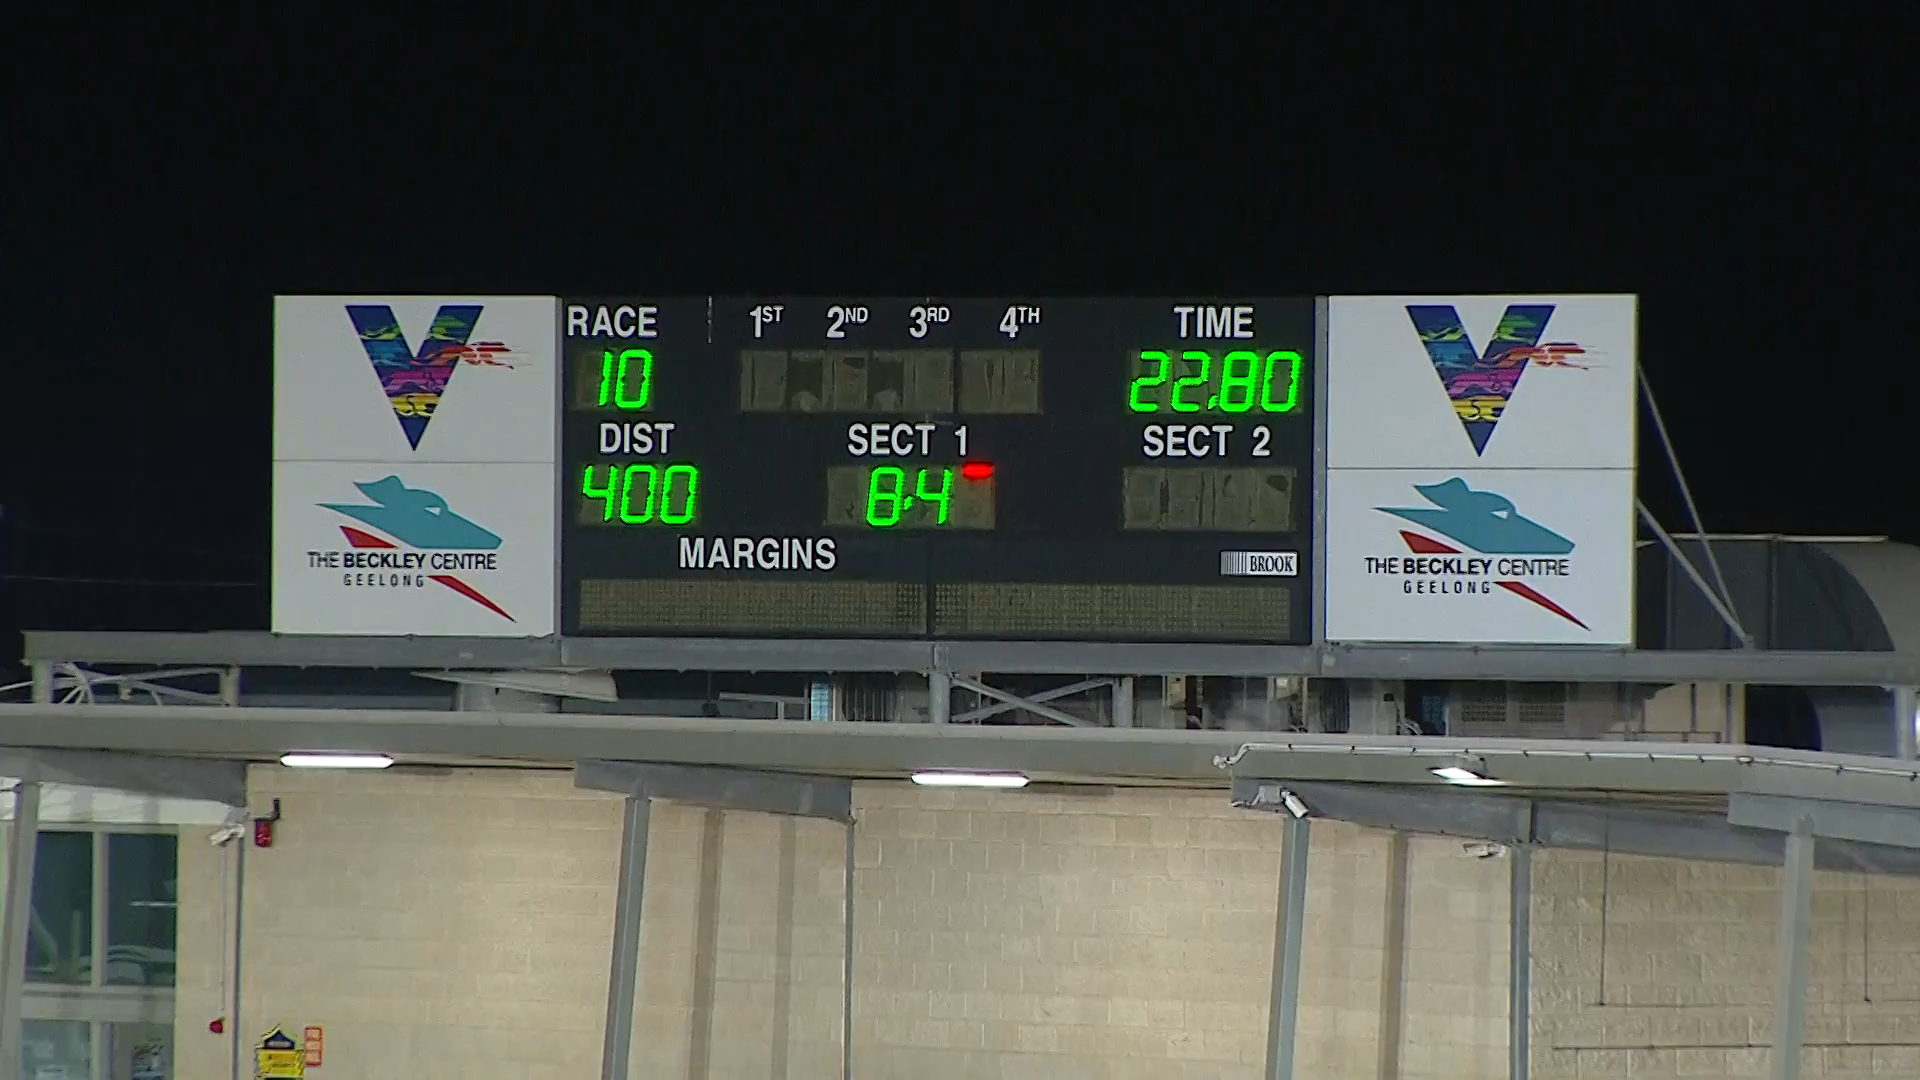 RACE 1ST 2ND 3RD 4TH TIME
10 22.80
DIST SECT 1 SECT 2
400 8.4
MARGINS
BROOK
THE BECKLEY CENTRE
GEELONG
THE BECKLEY CENTRE
GEELONG